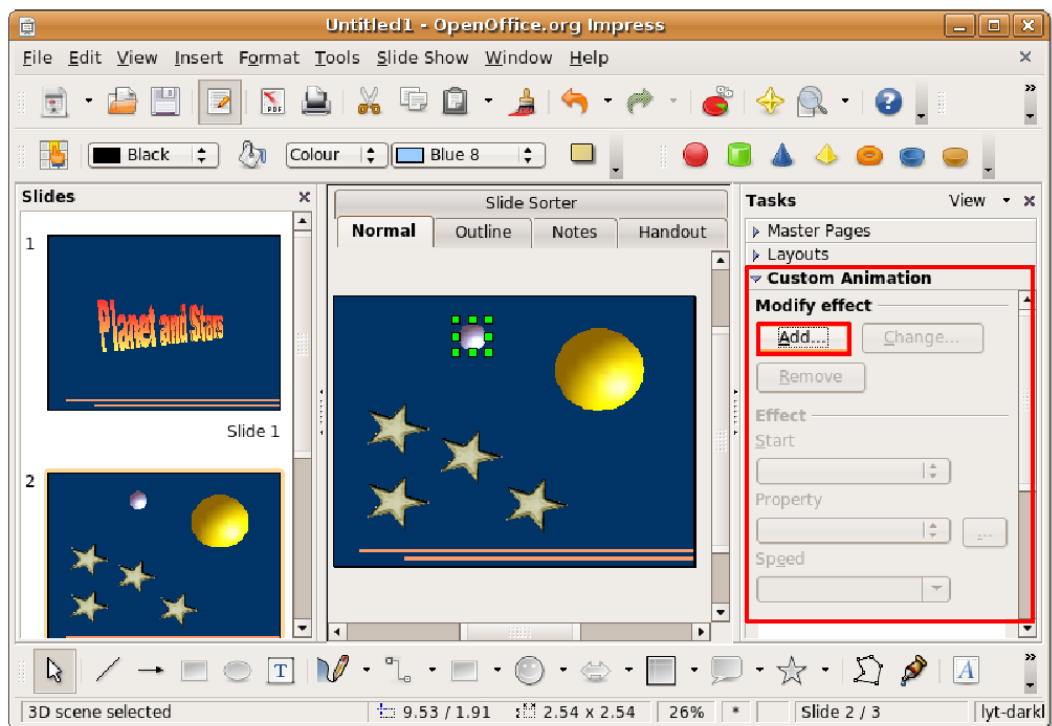 Untitled1 - OpenOffice.org Impress
File Edit View Insert Format Tools Slide Show Window Help
PDF
Black Colour Blue 8
Slides
1
Planet and Stars
Slide 1
2
Slide Sorter
Normal Outline Notes Handout
Tasks View
Master Pages
Layouts
Custom Animation
Modify effect
Add... Change...
Remove
Effect
Start
Property
...
Speed
T A
3D scene selected 9.53 / 1.91 2.54 x 2.54 26% * Slide 2 / 3 lyt-darkl